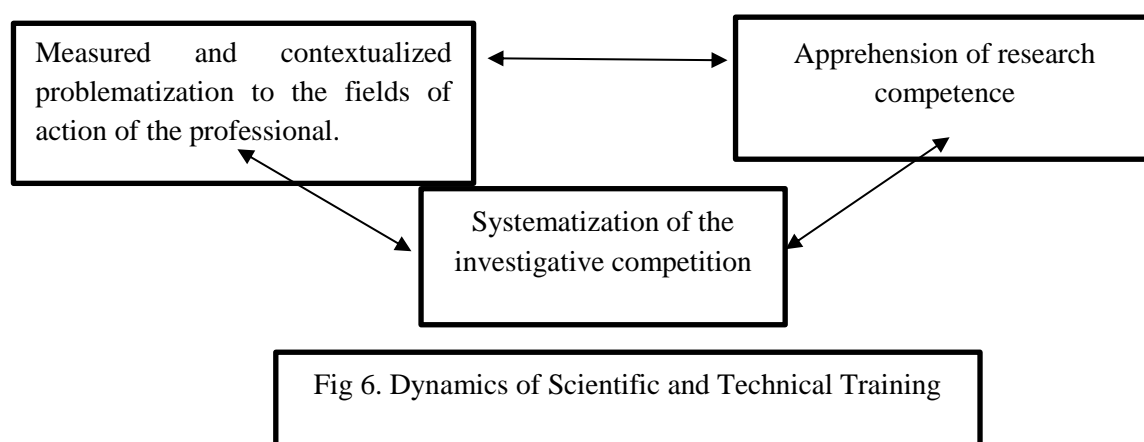 Measured and contextualized
problematization to the fields of
action of the professional.
Apprehension of research
competence
Systematization of the
investigative competition
Fig 6. Dynamics of Scientific and Technical Training